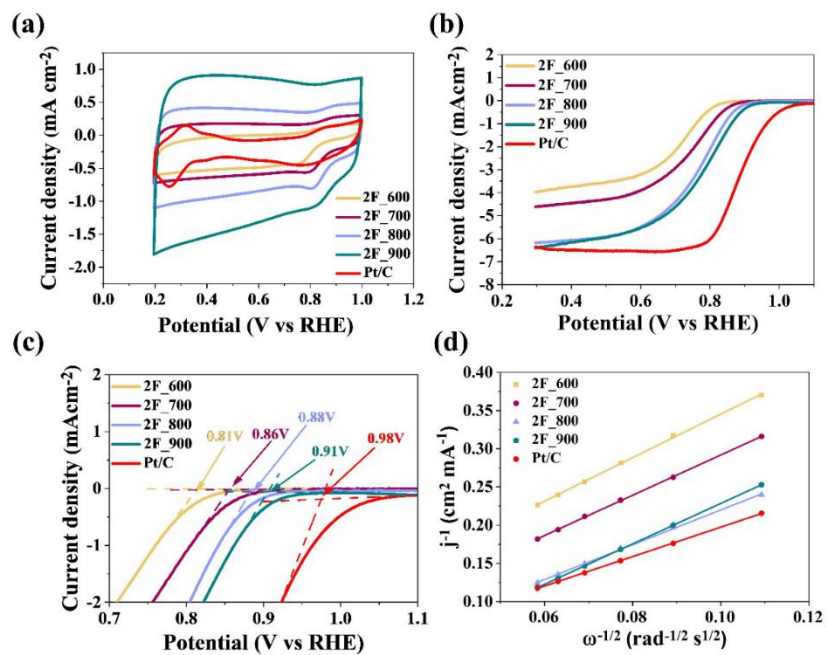 (a)
Current density (mA cm⁻²)
1.0
0.5
0.0
-0.5
-1.0
-1.5
-2.0
2F_600
2F_700
2F_800
2F_900
Pt/C
0.0 0.2 0.4 0.6 0.8 1.0 1.2
Potential (V vs RHE)
(b)
Current density (mAcm⁻²)
1
0
-1
-2
-3
-4
-5
-6
-7
-8
2F_600
2F_700
2F_800
2F_900
Pt/C
0.2 0.4 0.6 0.8 1.0
Potential (V vs RHE)
(c)
Current density (mAcm⁻²)
2
1
0
-1
-2
2F_600
2F_700
2F_800
2F_900
Pt/C
0.81V
0.86V
0.88V
0.91V
0.98V
0.7 0.8 0.9 1.0 1.1
Potential (V vs RHE)
(d)
j⁻¹ (cm² mA⁻¹)
0.40
0.35
0.30
0.25
0.20
0.15
0.10
2F_600
2F_700
2F_800
2F_900
Pt/C
0.06 0.08 0.10 0.12
ω⁻¹/² (rad⁻¹/² s¹/²)